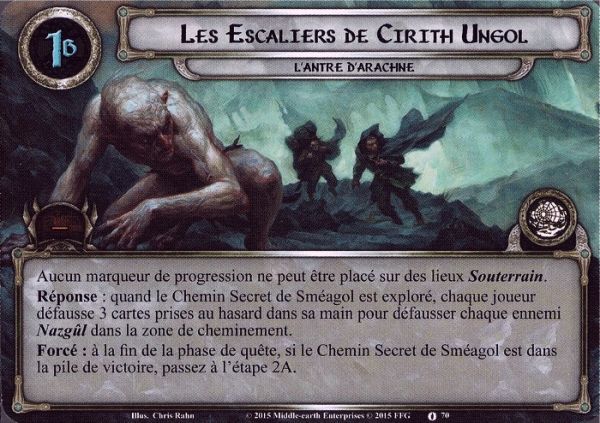 1B
LES ESCALIERS DE CIRITH UNGOL
L'ANTRE D'ARACHNE
Aucun marqueur de progression ne peut être placé sur des lieux Souterrain.
Réponse : quand le Chemin Secret de Sméagol est exploré, chaque joueur
défausse 3 cartes prises au hasard dans sa main pour défausser chaque ennemi
Nazgûl dans la zone de cheminement.
Forcé : à la fin de la phase de quête, si le Chemin Secret de Sméagol est dans
la pile de victoire, passez à l'étape 2A.
Illus. Chris Rahn © 2015 Middle-earth Enterprises © 2015 FFG 70